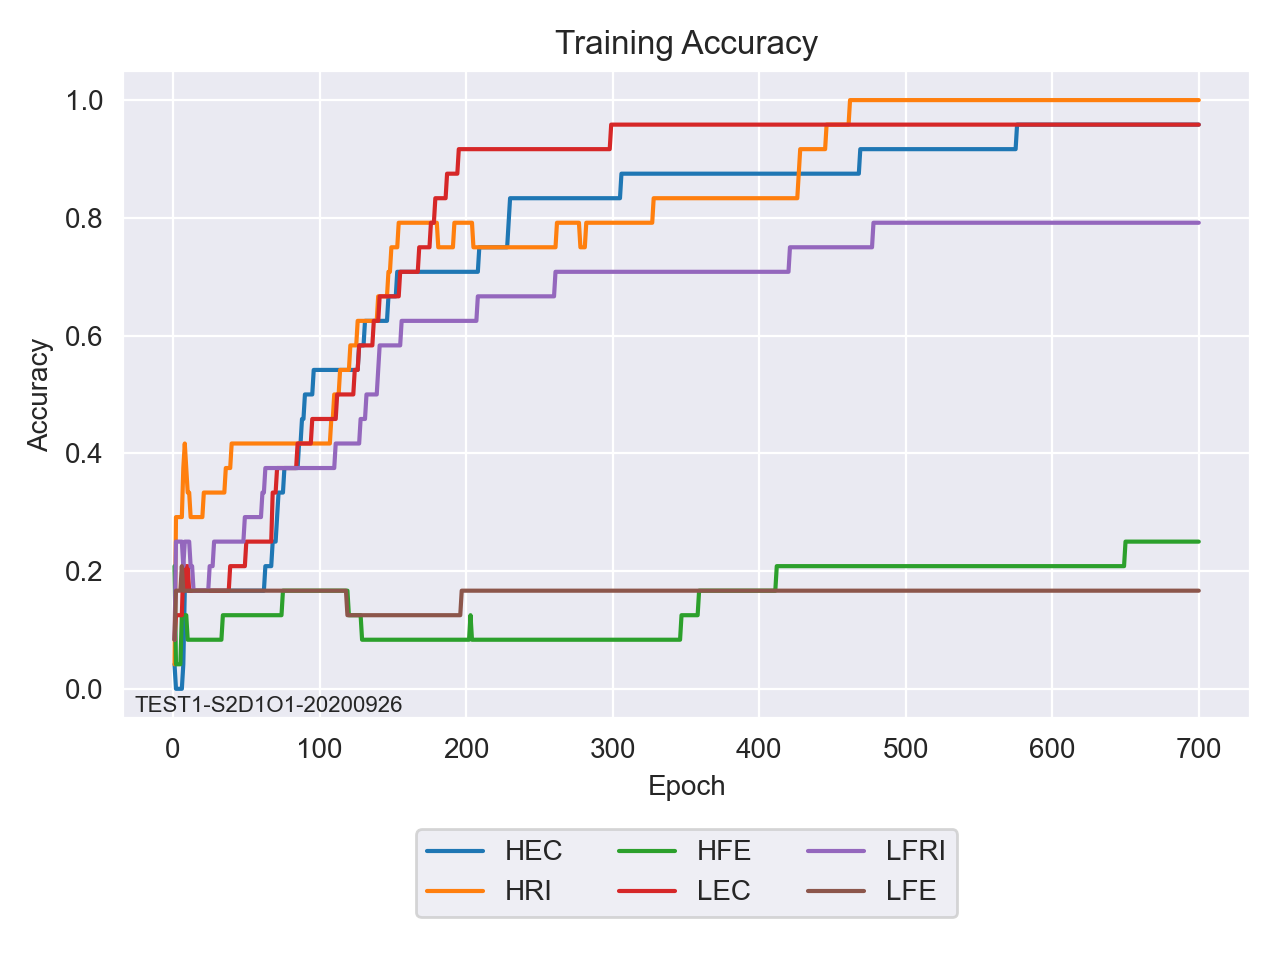 Training Accuracy
1.0
0.8
0.6
0.4
0.2
0.0
Accuracy
TEST1-S2D1O1-20200926
0 100 200 300 400 500 600 700
Epoch
HEC HFE LFRI
HRI LEC LFE